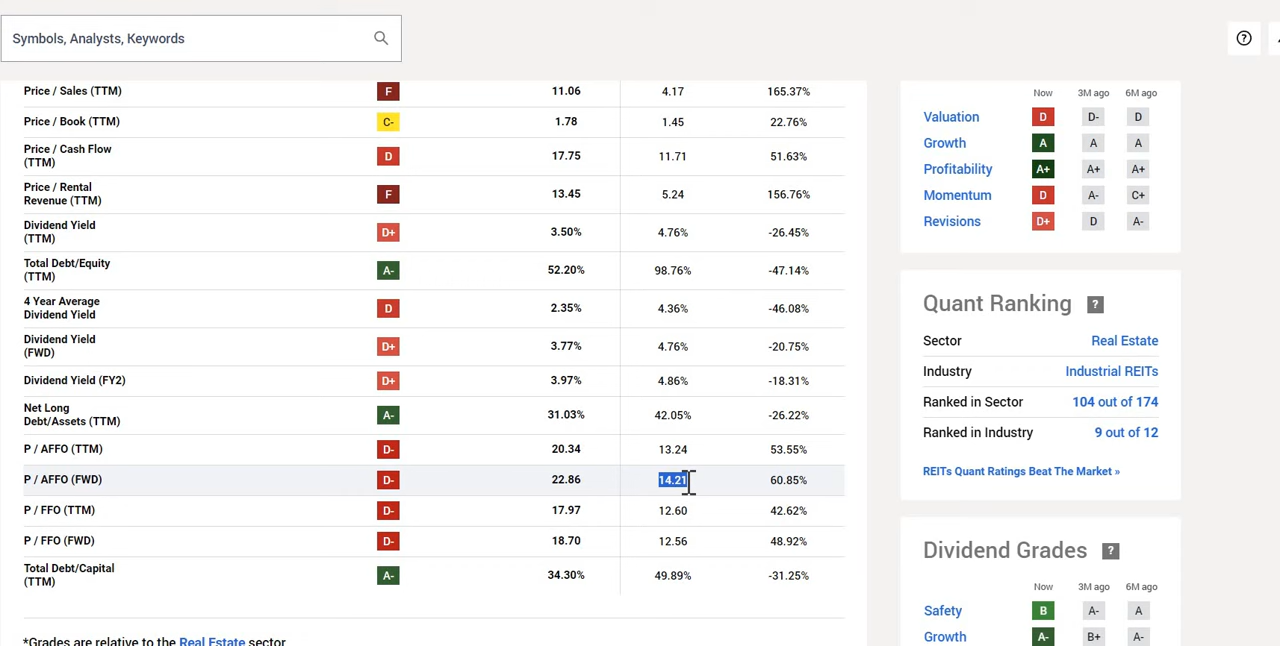 Symbols, Analysts, Keywords
?
Price / Sales (TTM) F 11.06 4.17 165.37%
Price / Book (TTM) C- 1.78 1.45 22.76%
Price / Cash Flow
(TTM) D 17.75 11.71 51.63%
Price / Rental
Revenue (TTM) F 13.45 5.24 156.76%
Dividend Yield
(TTM) D+ 3.50% 4.76% -26.45%
Total Debt/Equity
(TTM) A- 52.20% 98.76% -47.14%
4 Year Average
Dividend Yield D 2.35% 4.36% -46.08%
Dividend Yield
(FWD) D+ 3.77% 4.76% -20.75%
Dividend Yield (FY2) D+ 3.97% 4.86% -18.31%
Net Long
Debt/Assets (TTM) A- 31.03% 42.05% -26.22%
P / AFFO (TTM) D- 20.34 13.24 53.55%
P / AFFO (FWD) D- 22.86 14.21 60.85%
P / FFO (TTM) D- 17.97 12.60 42.62%
P / FFO (FWD) D- 18.70 12.56 48.92%
Total Debt/Capital
(TTM) A- 34.30% 49.89% -31.25%
*Grades are relative to the Real Estate sector
Now 3M ago 6M ago
Valuation D D- D
Growth A A A
Profitability A+ A+ A+
Momentum D A- C+
Revisions D+ D A-
Quant Ranking ?
Sector Real Estate
Industry Industrial REITs
Ranked in Sector 104 out of 174
Ranked in Industry 9 out of 12
REITs Quant Ratings Beat The Market »
Dividend Grades ?
Now 3M ago 6M ago
Safety B A- A
Growth A- B+ A-